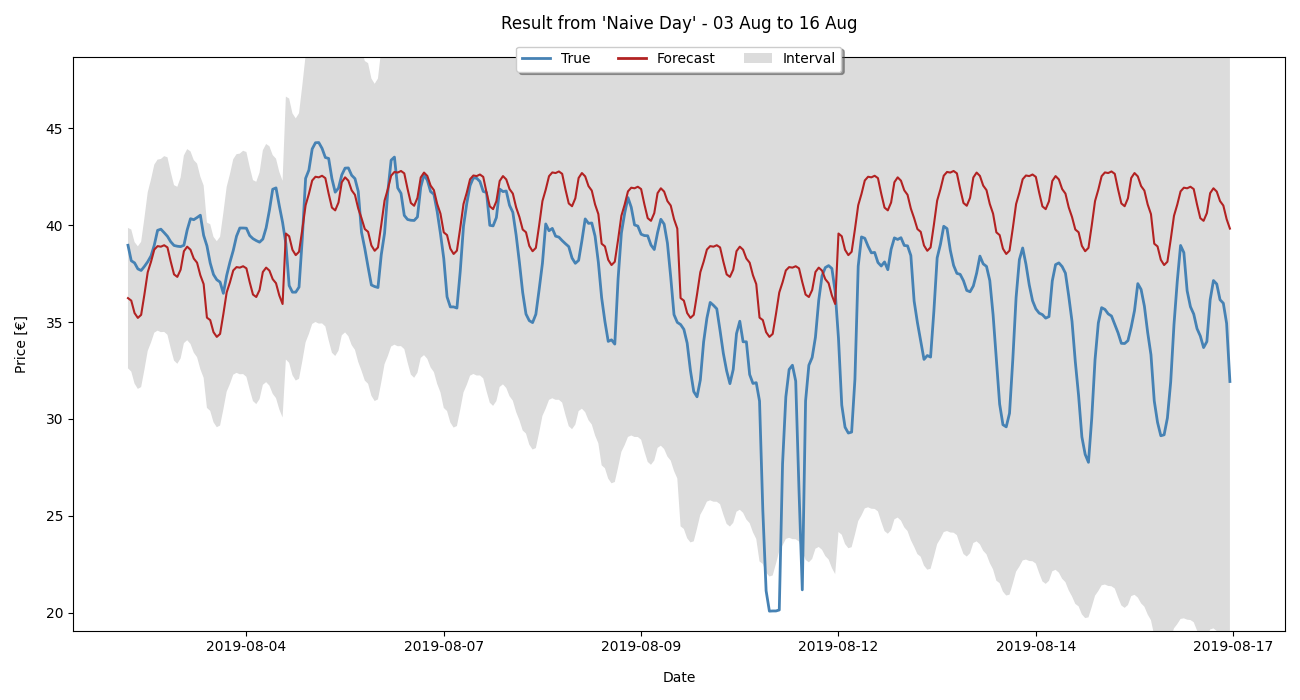 Result from 'Naive Day' - 03 Aug to 16 Aug
True Forecast Interval
45
40
35
30
25
20
Price [€]
2019-08-04 2019-08-07 2019-08-09 2019-08-12 2019-08-14 2019-08-17
Date